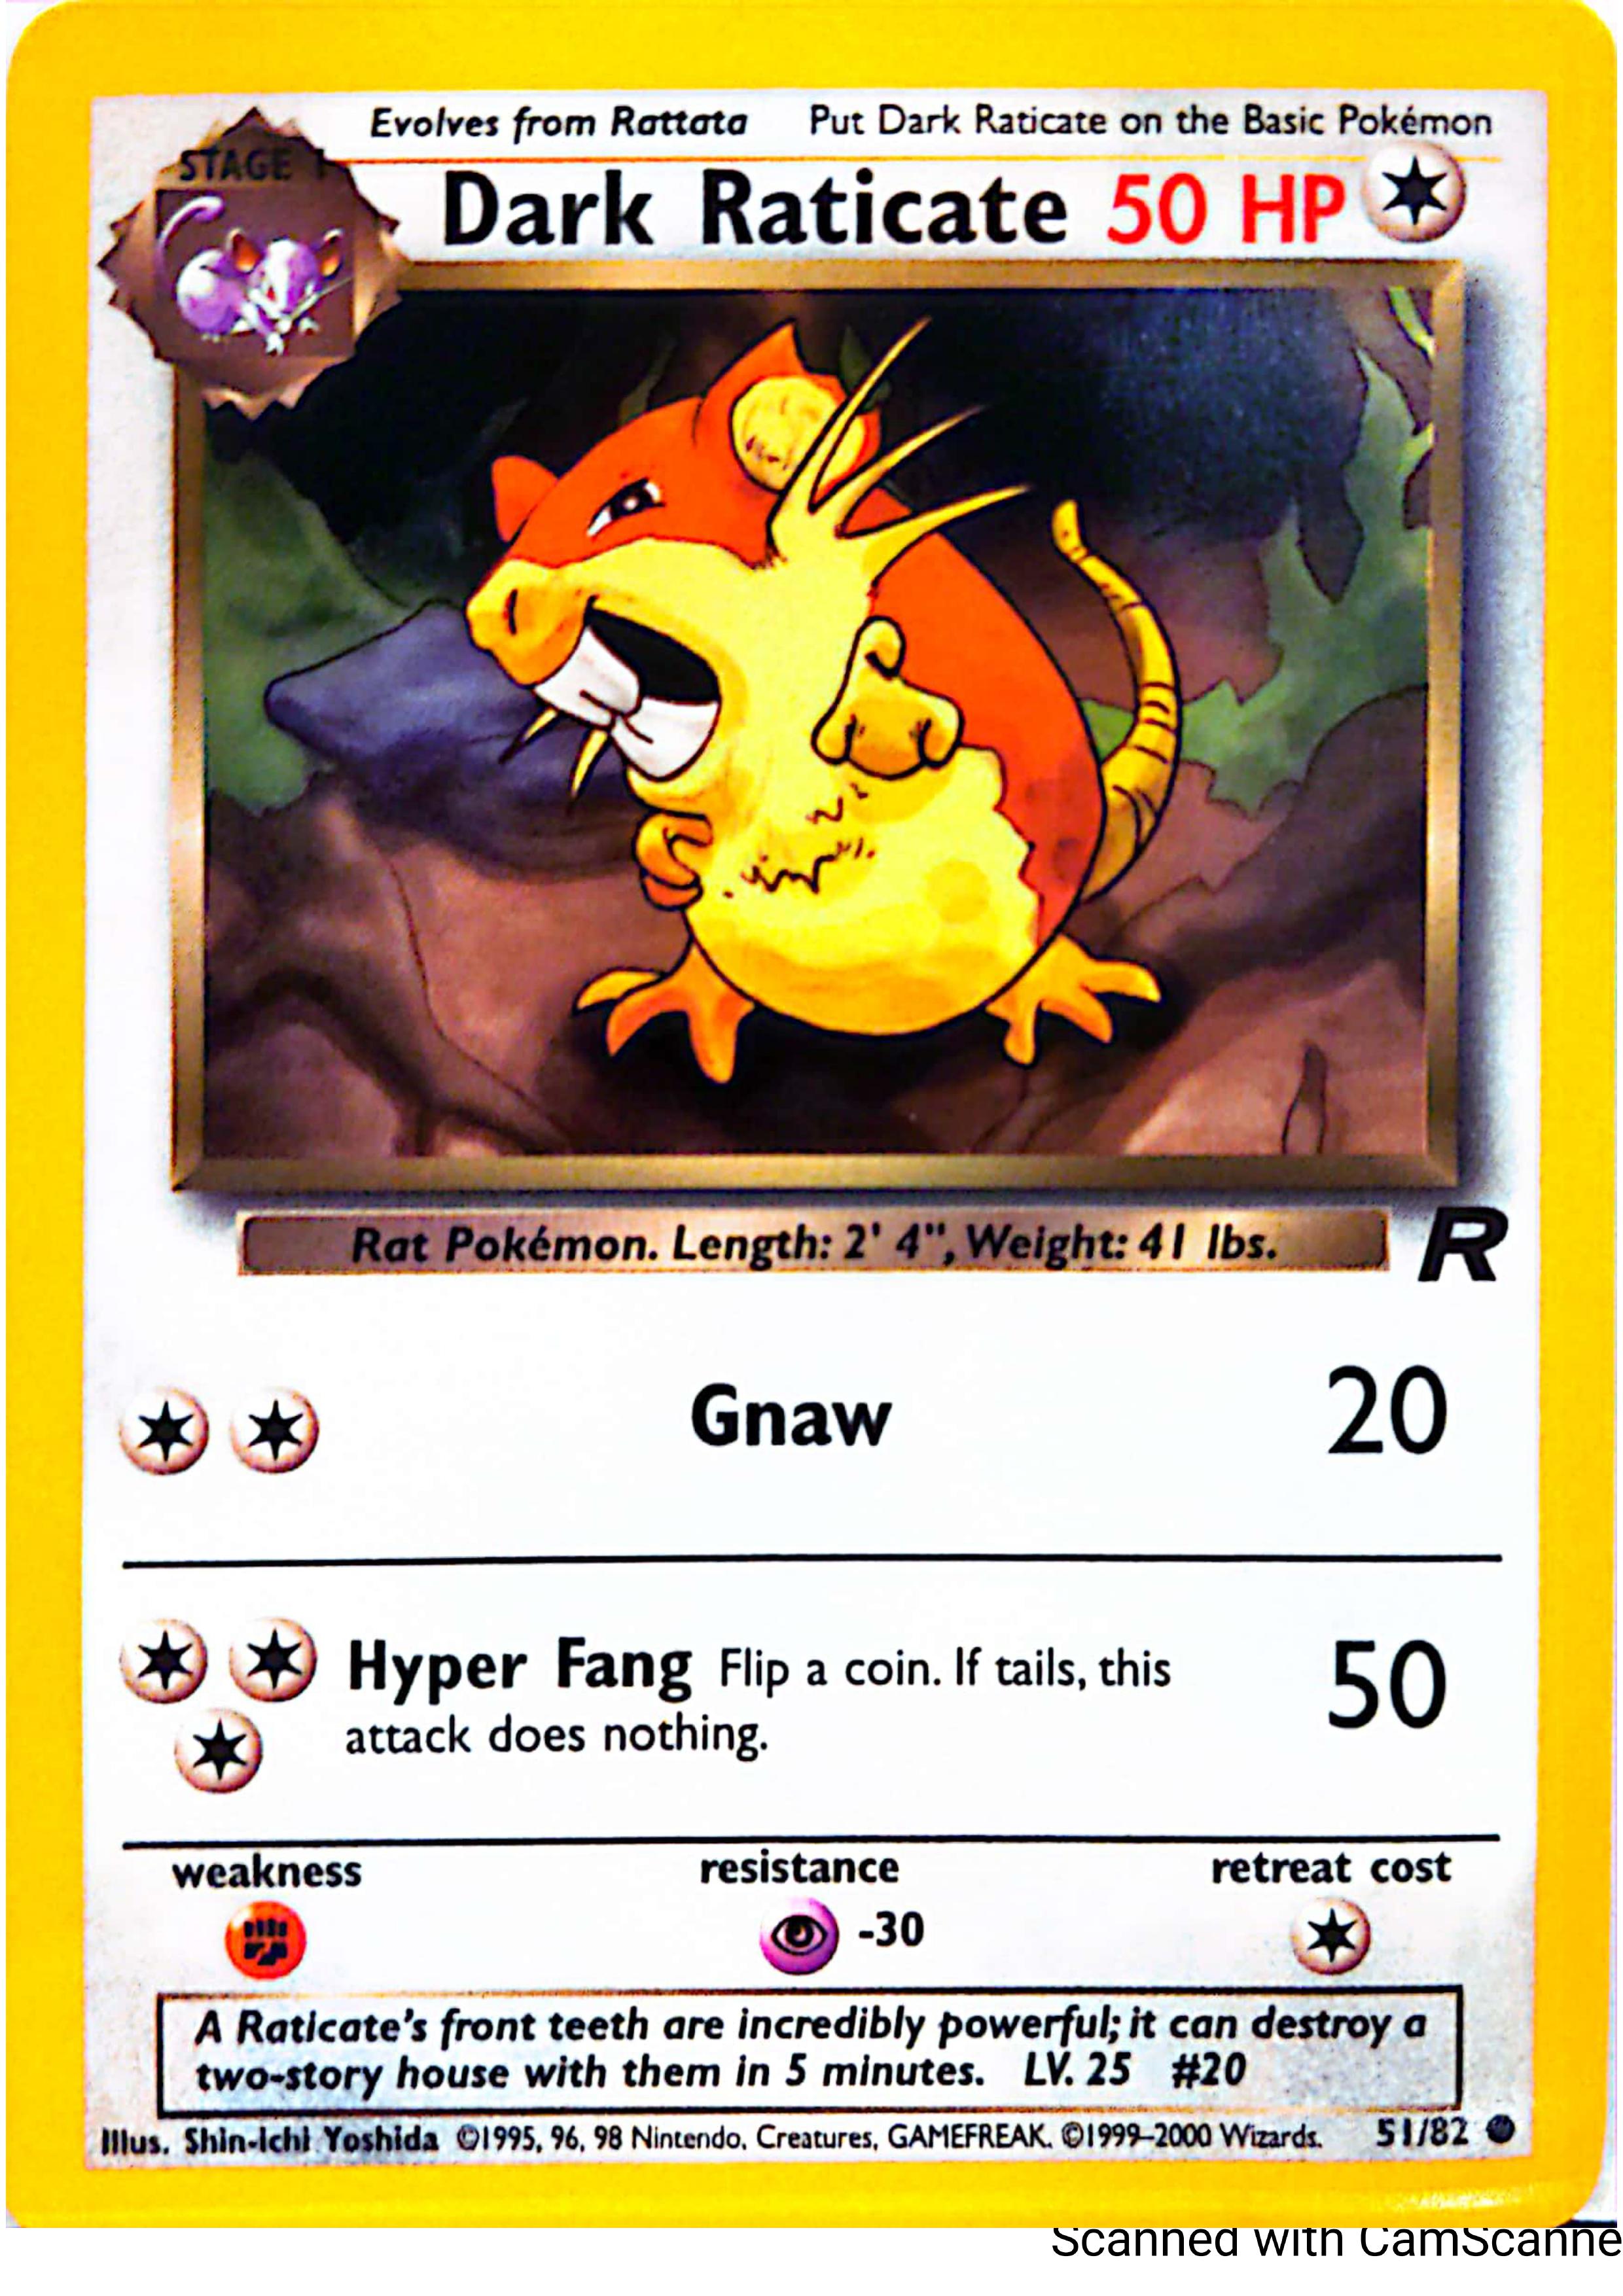 Evolves from Rattata Put Dark Raticate on the Basic Pokémon
STAGE 1
Dark Raticate 50 HP
Rat Pokémon. Length: 2' 4", Weight: 41 lbs.
R
Gnaw 20
Hyper Fang Flip a coin. If tails, this 50
attack does nothing.
weakness resistance retreat cost
-30
A Raticate's front teeth are incredibly powerful; it can destroy a
two-story house with them in 5 minutes. LV. 25 #20
Illus. Shin-ichi Yoshida ©1995, 96, 98 Nintendo, Creatures, GAMEFREAK. ©1999-2000 Wizards. 51/82
Scanned with CamScanne